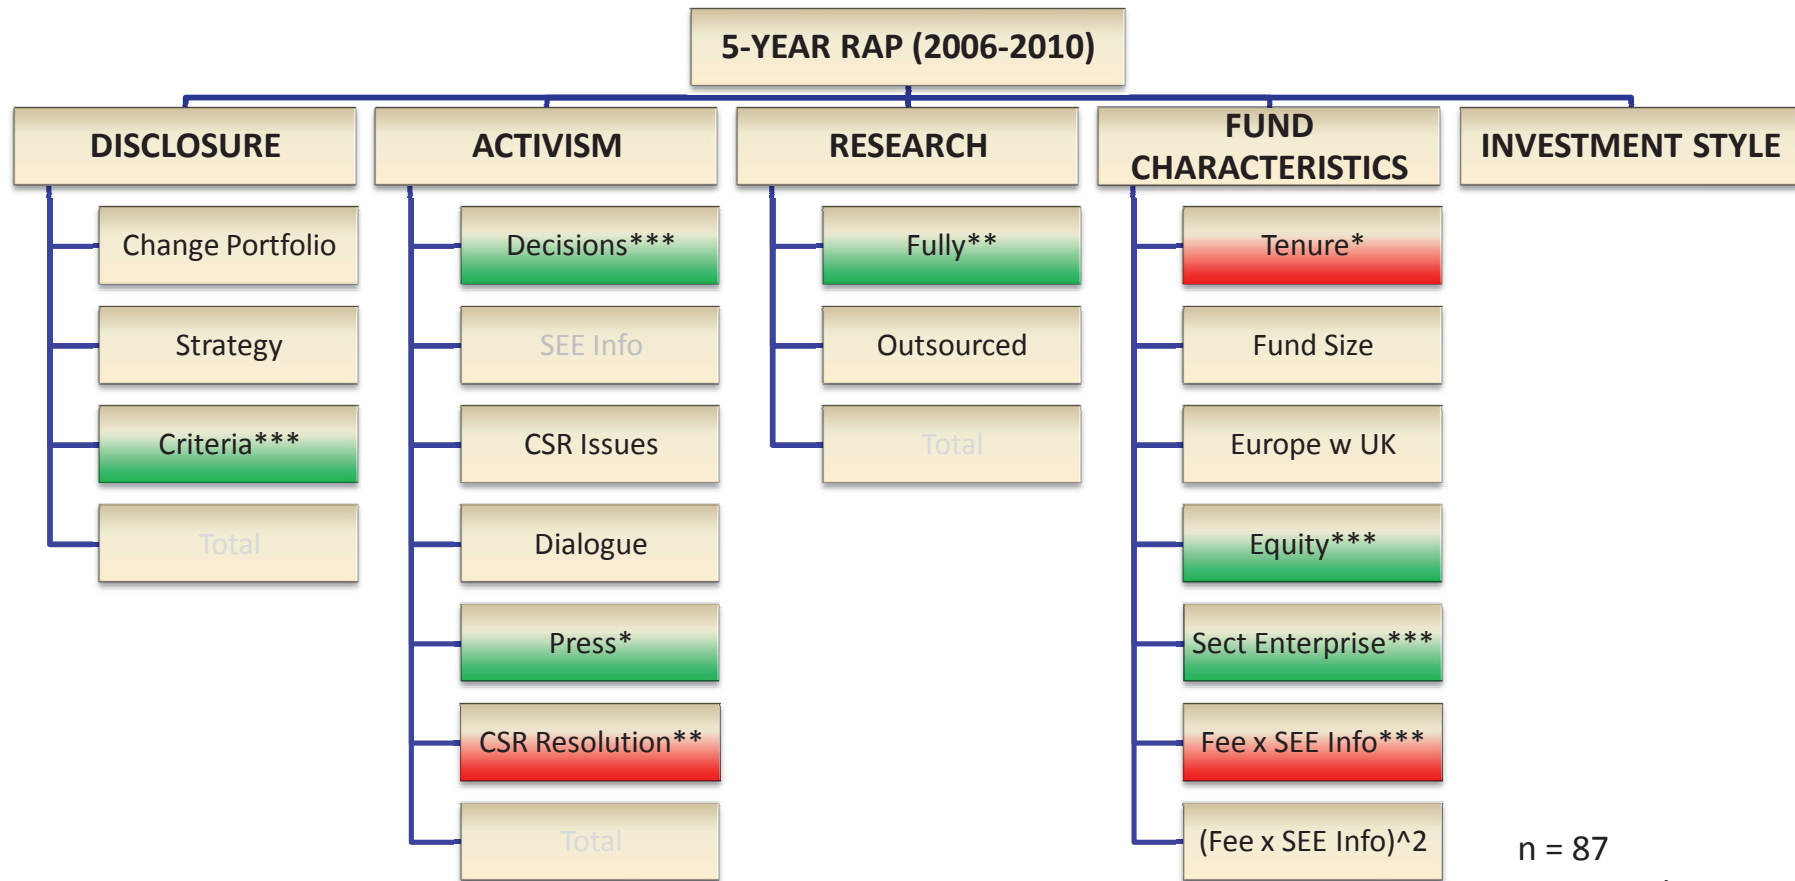 5-YEAR RAP (2006-2010)
DISCLOSURE
Change Portfolio
Strategy
Criteria***
Total
ACTIVISM
Decisions***
SEE Info
CSR Issues
Dialogue
Press*
CSR Resolution**
Total
RESEARCH
Fully**
Outsourced
Total
FUND
CHARACTERISTICS
Tenure*
Fund Size
Europe w UK
Equity***
Sect Enterprise***
Fee x SEE Info***
(Fee x SEE Info)^2
INVESTMENT STYLE
n = 87